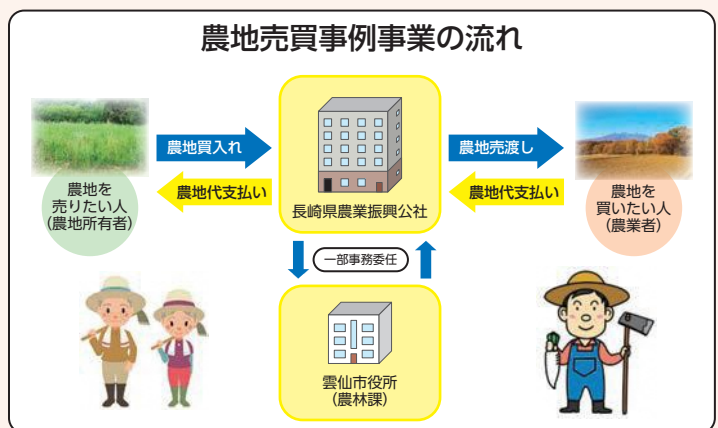 農地売買事例事業の流れ
農地買入れ
農地売渡し
農地代支払い
農地代支払い
農地を
売りたい人
(農地所有者)
長崎県農業振興公社
農地を
買いたい人
(農業者)
一部事務委任
雲仙市役所
(農林課)